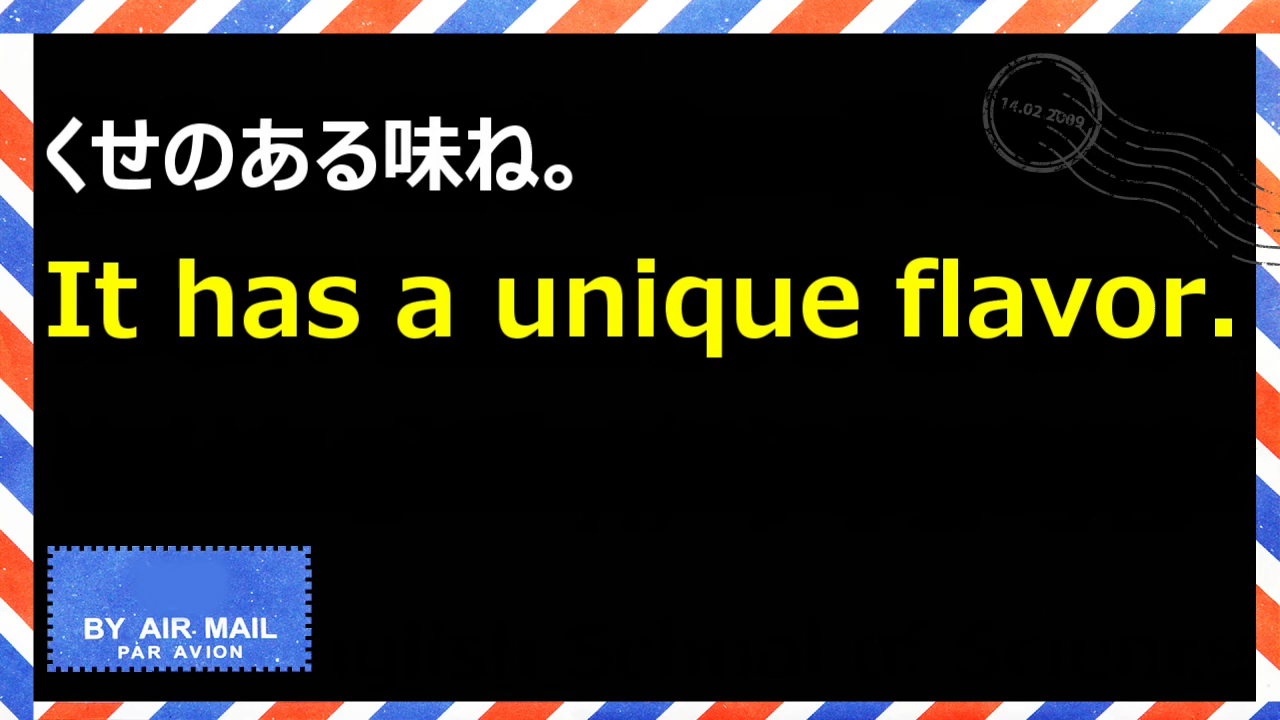 14.02 2009
くせのある味ね。
It has a unique flavor.
BY AIR MAIL
PAR AVION